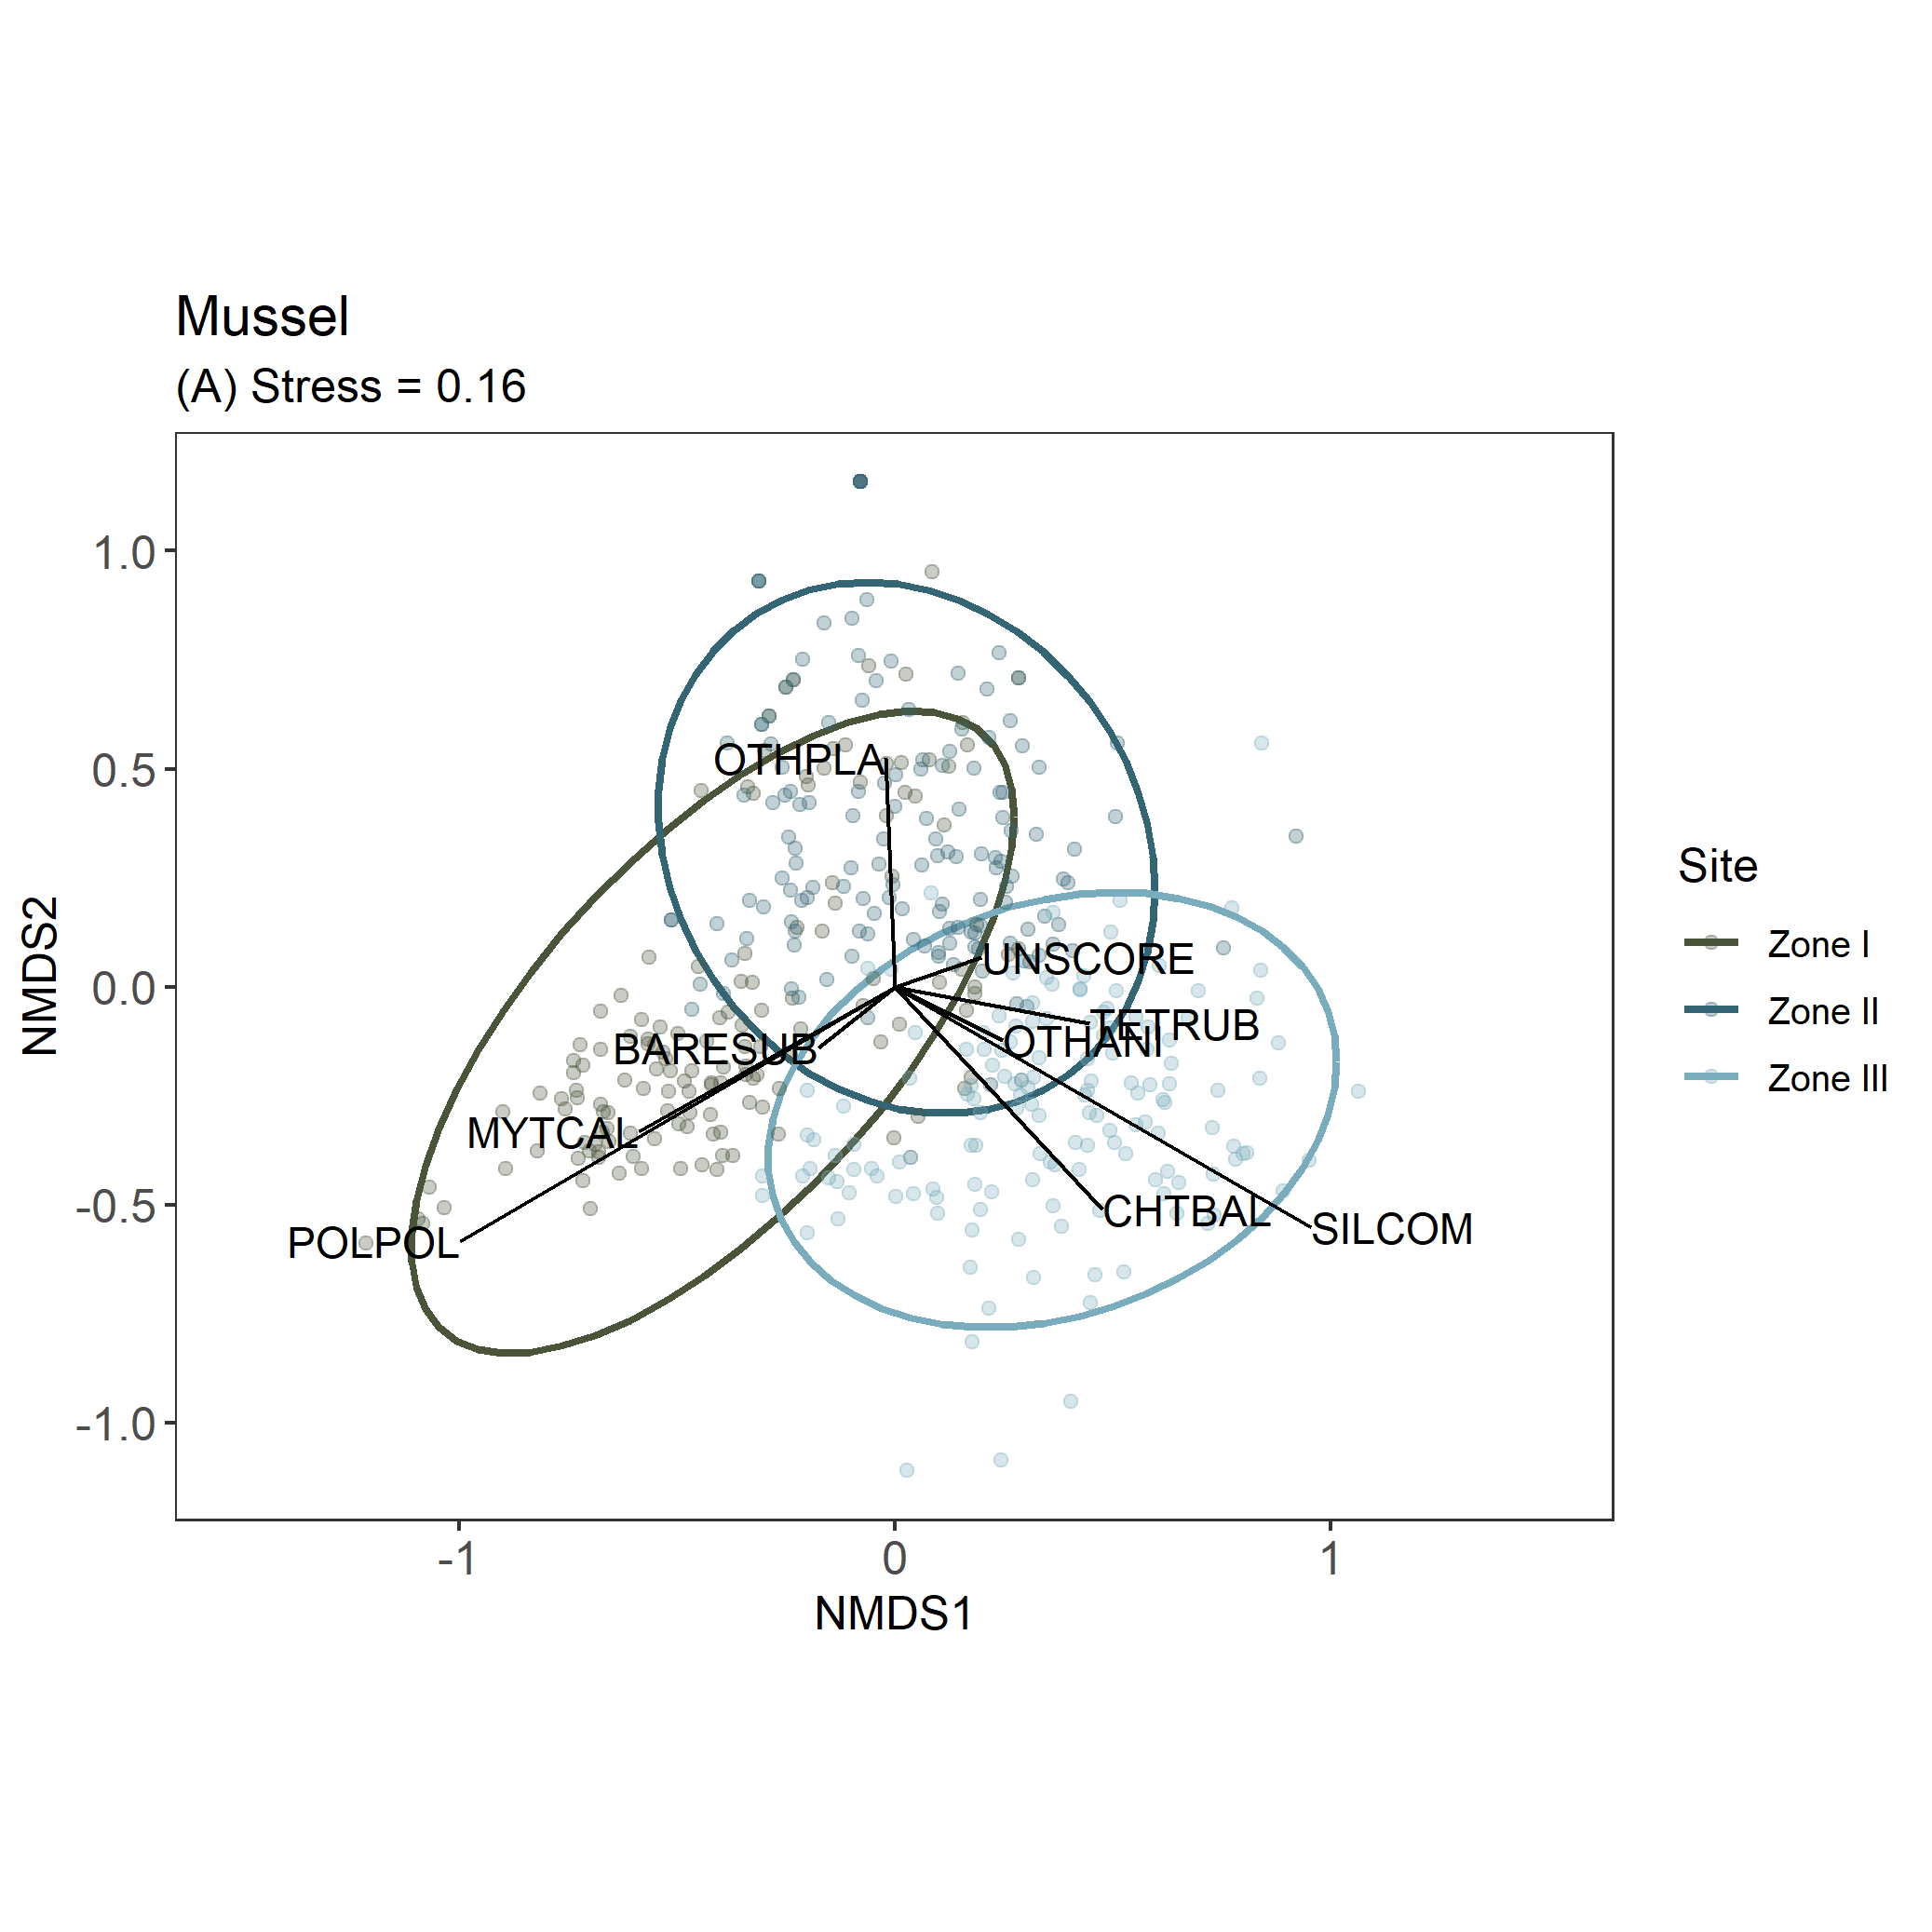 Mussel
(A) Stress = 0.16
1.0
0.5
0.0
-0.5
-1.0
NMDS2
OTHPLA
UNSCORE
TETRUB
OTHANI
BARESUB
MYTCAL
CHTBAL
SILCOM
POLPOL
-1
0
1
NMDS1
Site
Zone I
Zone II
Zone III